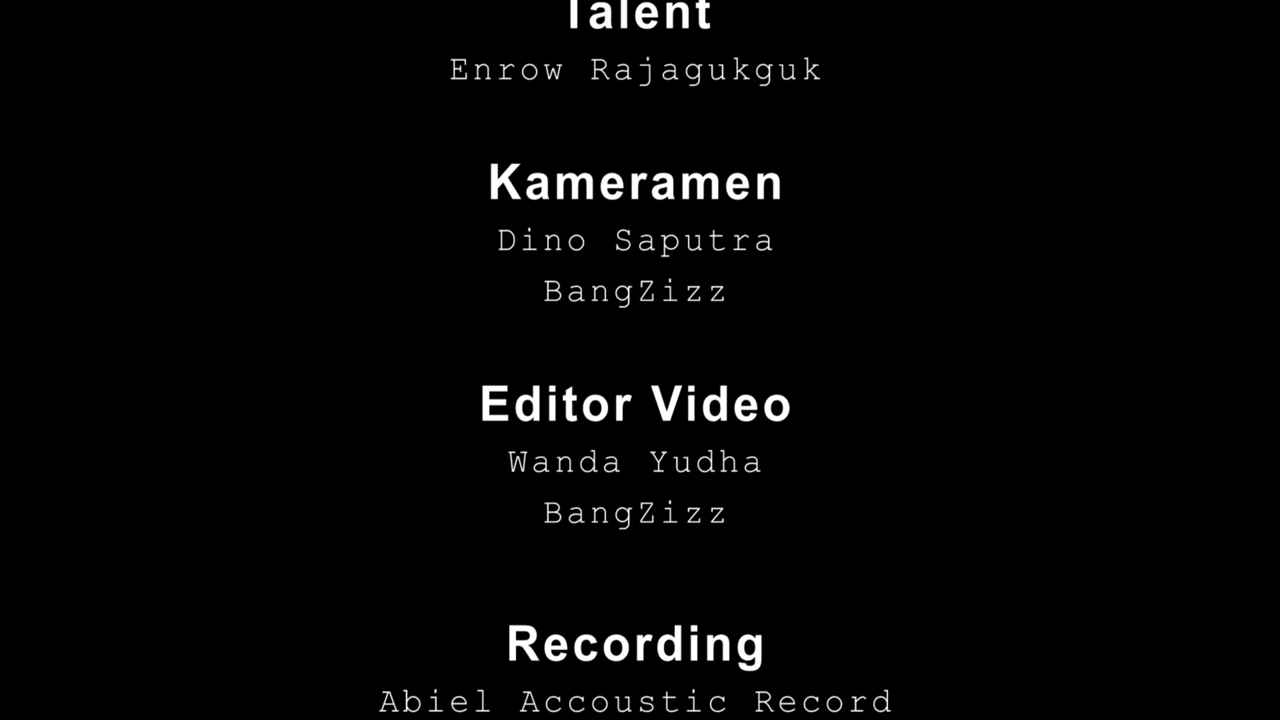 Talent
Enrow Rajagukguk
Kameramen
Dino Saputra
BangZizz
Editor Video
Wanda Yudha
BangZizz
Recording
Abiel Accoustic Record